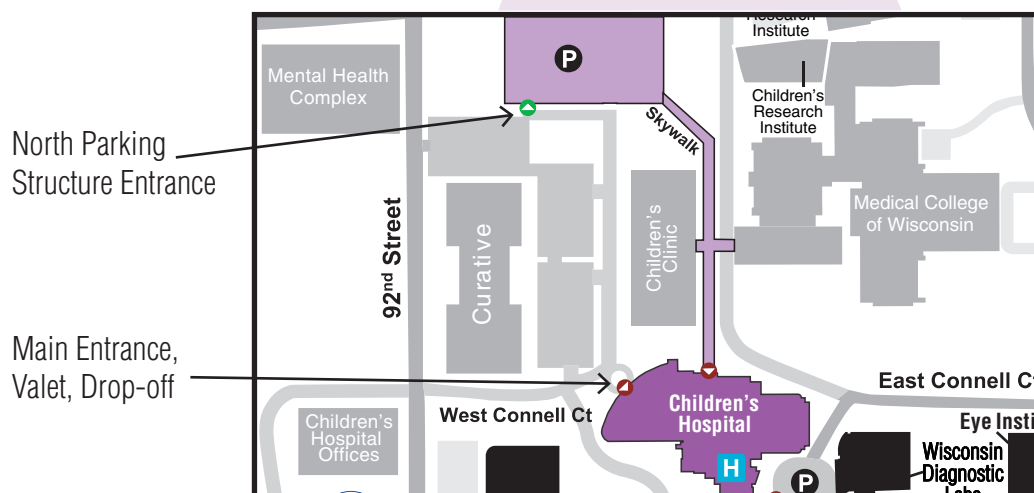 Research
Institute
P
Mental Health
Complex
Children's
Research
Institute
Skywalk
North Parking
Structure Entrance
Medical College
of Wisconsin
92nd Street
Curative
Children's
Clinic
Main Entrance,
Valet, Drop-off
East Connell Ct
West Connell Ct
Children's
Hospital
Children's
Hospital
Offices
Eye Insti
Wisconsin
Diagnostic
Labs
H
P